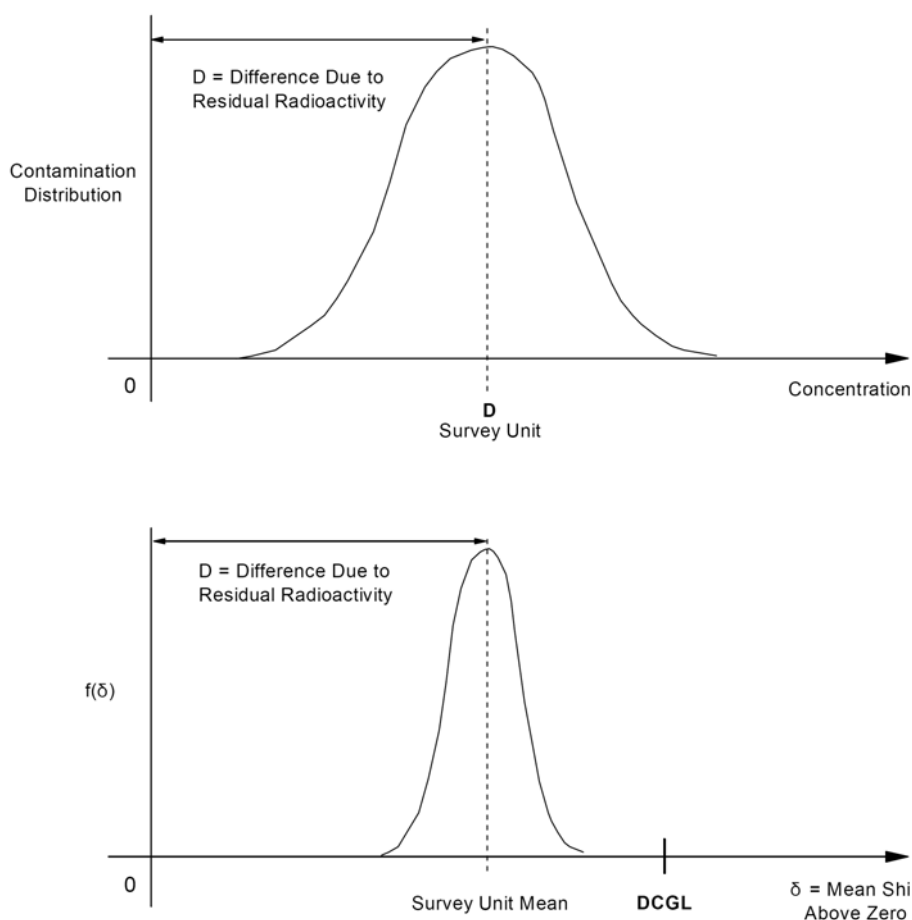 D = Difference Due to
Residual Radioactivity
Contamination
Distribution
0
Concentration
D
Survey Unit
D = Difference Due to
Residual Radioactivity
f(δ)
0
Survey Unit Mean
DCGL
δ = Mean Shi
Above Zero